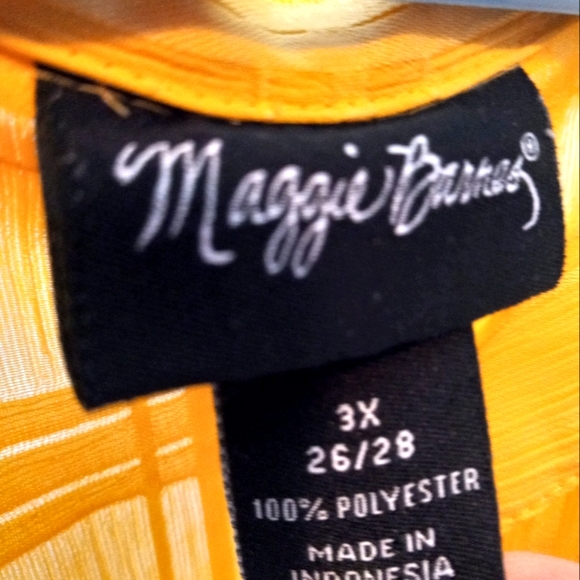 Maggie Barnes®
3X
26/28
100% POLYESTER
MADE IN
INDONESIA